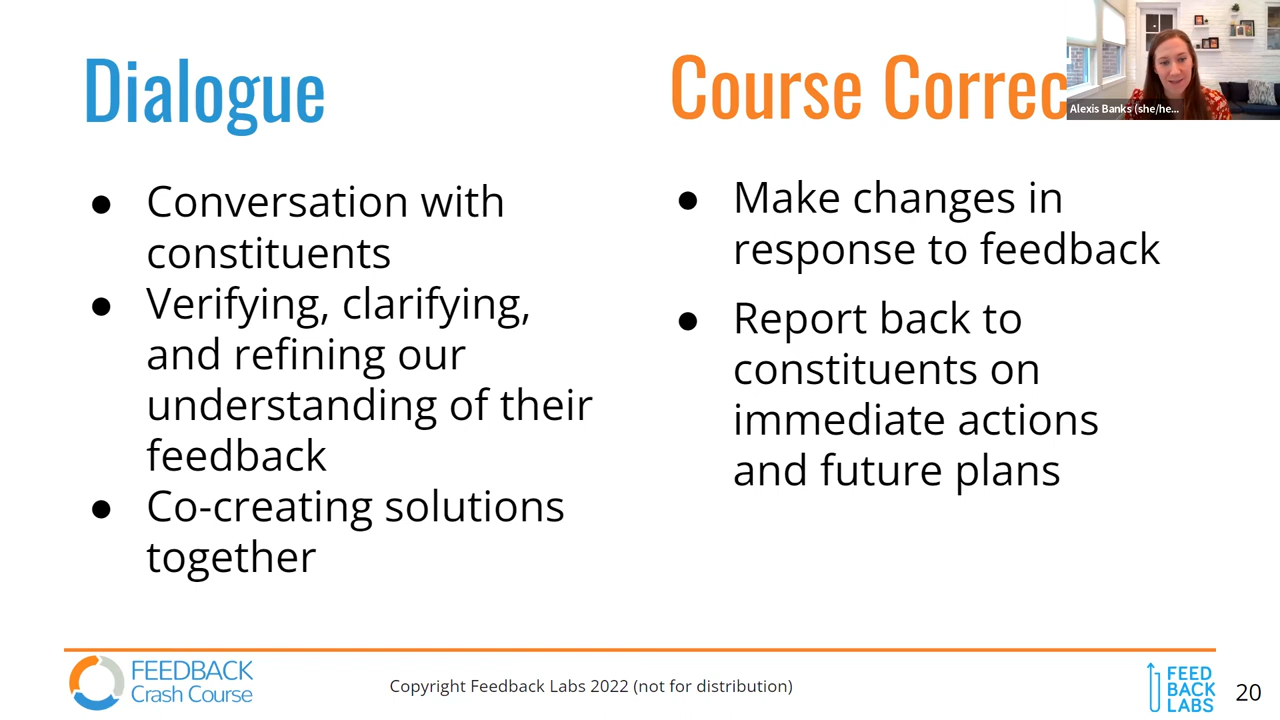 Dialogue
● Conversation with
constituents
● Verifying, clarifying,
and refining our
understanding of their
feedback
● Co-creating solutions
together
Course Correc
● Make changes in
response to feedback
● Report back to
constituents on
immediate actions
and future plans
Alexis Banks (she/he...
FEEDBACK
Crash Course
Copyright Feedback Labs 2022 (not for distribution)
FEED
BACK
LABS
20